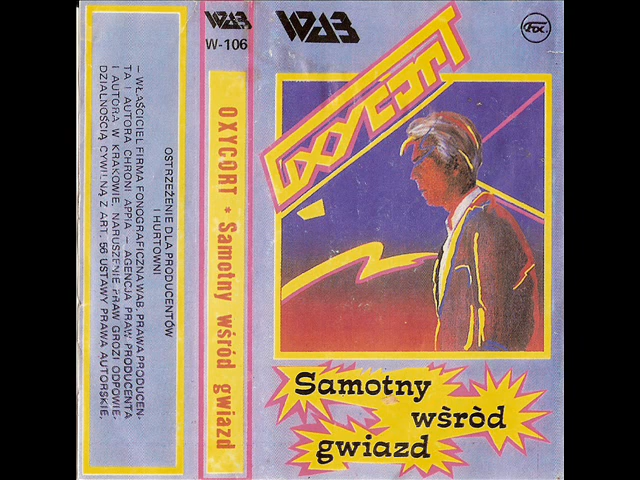 OSTRZEŻENIE DLA PRODUCENTÓW
I HURTOWNI
– WŁAŚCICIEL FIRMA FONOGRAFICZNA WAB-PRAWA PRODUCEN-
TA I AUTORA CHRONI APPIA – AGENCJA PRAW PRODUCENTA
I AUTORA W KRAKOWIE. NARUSZENIE PRAW GROZI ODPOWIE-
DZIALNOŚCIĄ CYWILNĄ Z ART. 56 USTAWY PRAWA AUTORSKIE,
WAB
W-106
OXYCORT * Samotny wśród gwiazd
WAB
OXYCORT
Samotny
wśròd
gwiazd